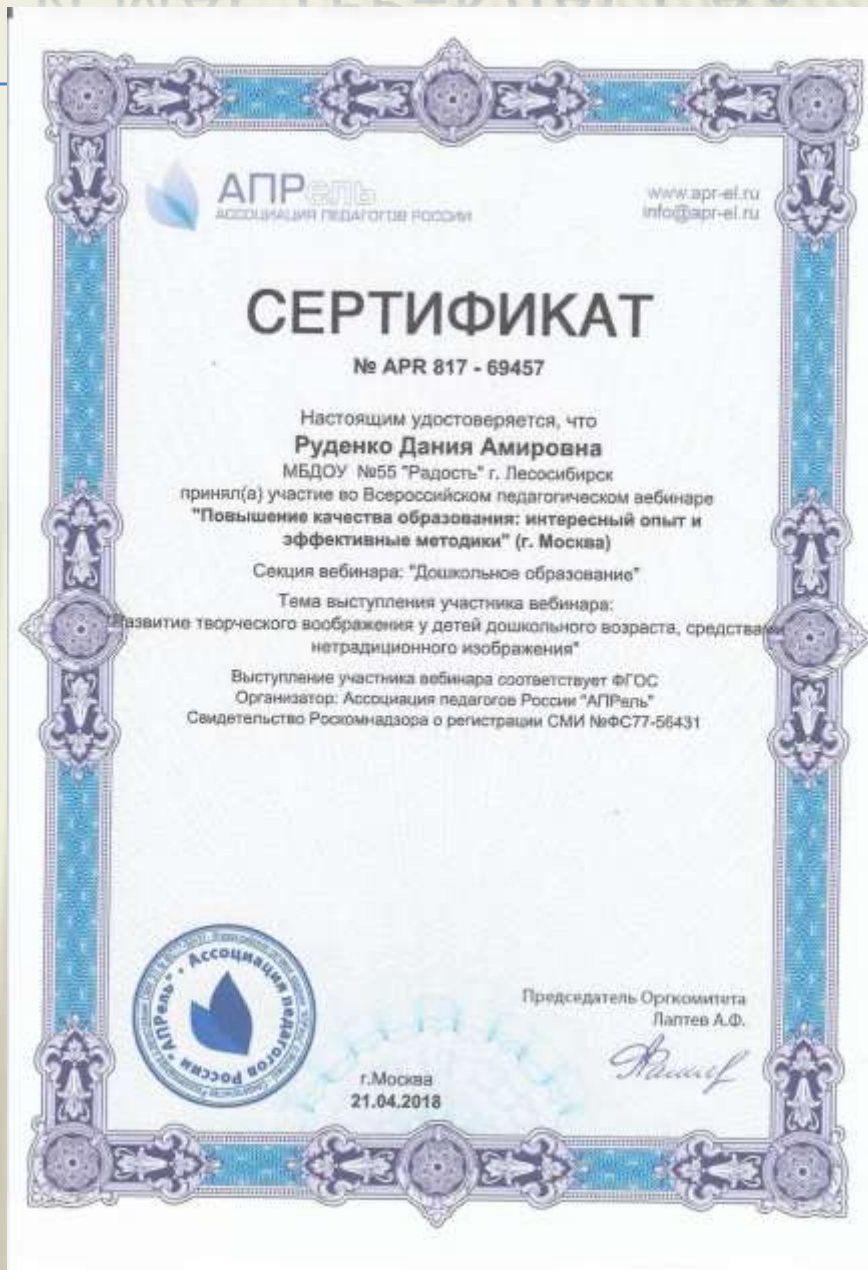 АПРель
АССОЦИАЦИЯ ПЕДАГОГОВ РОССИИ
www.apr-el.ru
info@apr-el.ru
СЕРТИФИКАТ
№ APR 817 - 69457
Настоящим удостоверяется, что
Руденко Дания Амировна
МБДОУ №55 "Радость" г. Лесосибирск
принял(а) участие во Всероссийском педагогическом вебинаре
"Повышение качества образования: интересный опыт и
эффективные методики" (г. Москва)
Секция вебинара: "Дошкольное образование"
Тема выступления участника вебинара:
"Развитие творческого воображения у детей дошкольного возраста, средствами
нетрадиционного изображения"
Выступление участника вебинара соответствует ФГОС
Организатор: Ассоциация педагогов России "АПРель"
Свидетельство Роскомнадзора о регистрации СМИ №ФС77-56431
Ассоциация педагогов России "АПРель"
Председатель Оргкомитета
Лаптев А.Ф.
г.Москва
21.04.2018